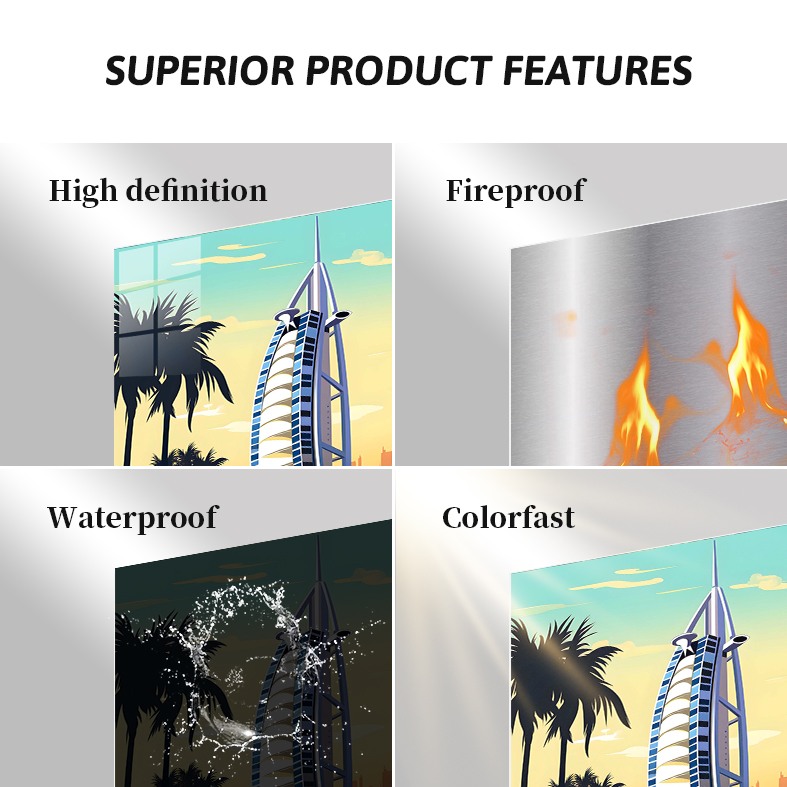 SUPERIOR PRODUCT FEATURES
High definition
Fireproof
Waterproof
Colorfast